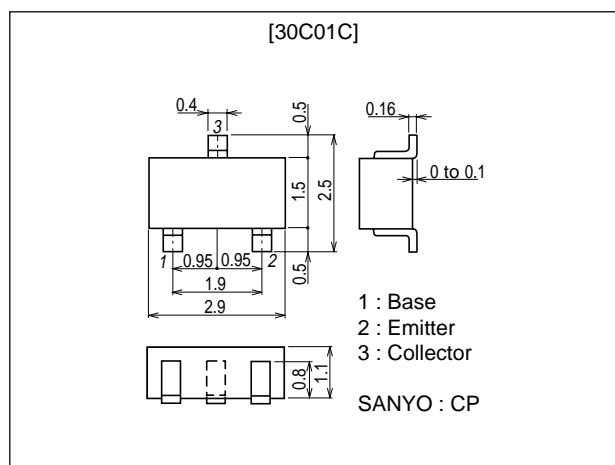 [30C01C]
0.4
3
0.5
1.5
2.5
0.5
1
0.95
0.95
2
1.9
2.9
0.16
0 to 0.1
0.8
1.1
1 : Base
2 : Emitter
3 : Collector
SANYO : CP